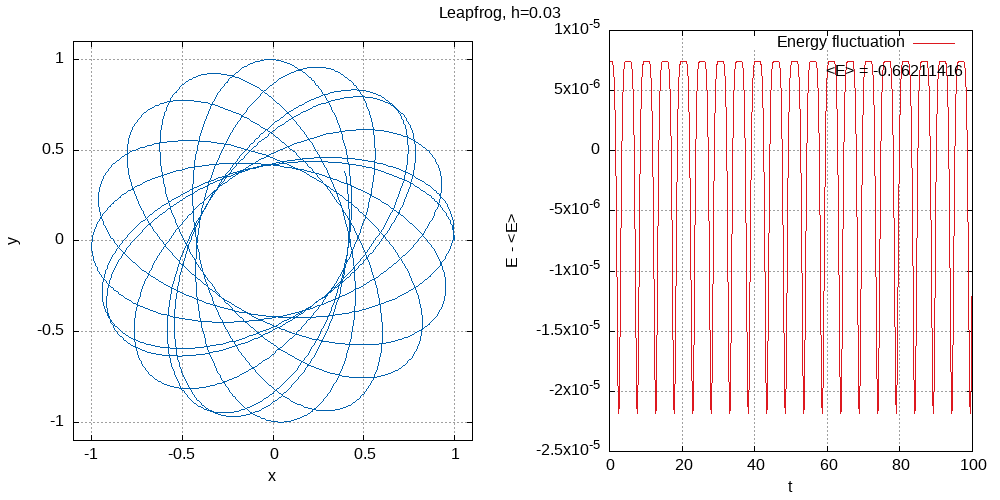 Leapfrog, h=0.03
1
0.5
0
-0.5
-1
-1
-0.5
0
0.5
1
x
y
1x10⁻⁵
5x10⁻⁶
0
-5x10⁻⁶
-1x10⁻⁵
-1.5x10⁻⁵
-2x10⁻⁵
-2.5x10⁻⁵
0
20
40
60
80
100
t
E - <E>
Energy fluctuation
<E> = -0.66211416